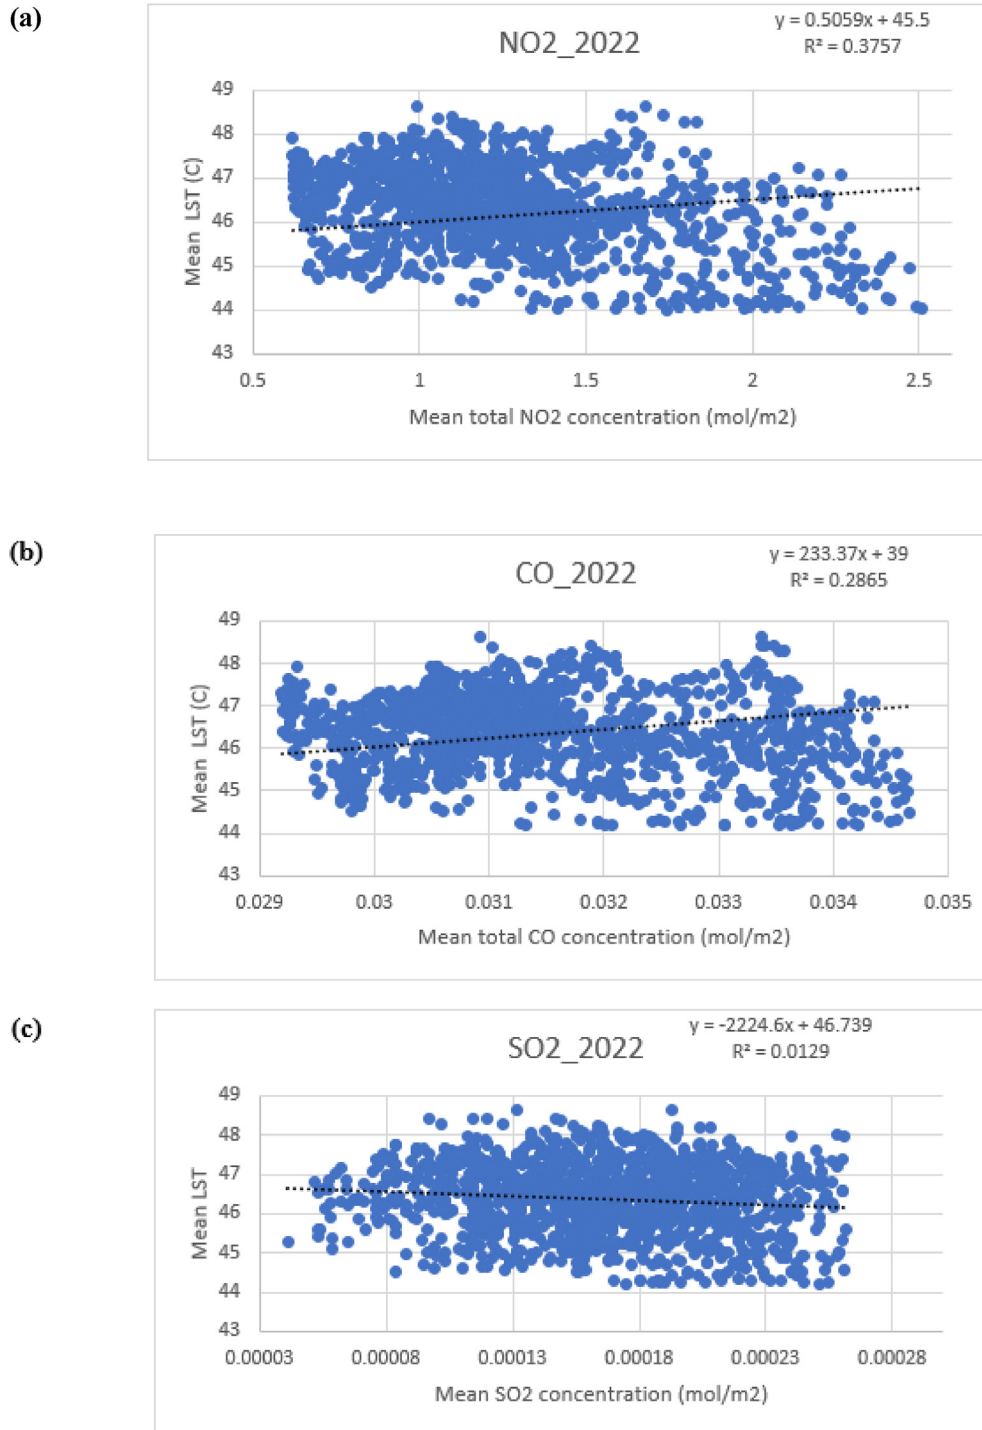 (a)
NO2_2022
y = 0.5059x + 45.5
R² = 0.3757
49
48
47
46
45
44
43
Mean LST (C)
0.5 1 1.5 2 2.5
Mean total NO2 concentration (mol/m2)
(b)
CO_2022
y = 233.37x + 39
R² = 0.2865
49
48
47
46
45
44
43
Mean LST (C)
0.029 0.03 0.031 0.032 0.033 0.034 0.035
Mean total CO concentration (mol/m2)
(c)
SO2_2022
y = -2224.6x + 46.739
R² = 0.0129
49
48
47
46
45
44
43
Mean LST
0.00003 0.00008 0.00013 0.00018 0.00023 0.00028
Mean SO2 concentration (mol/m2)